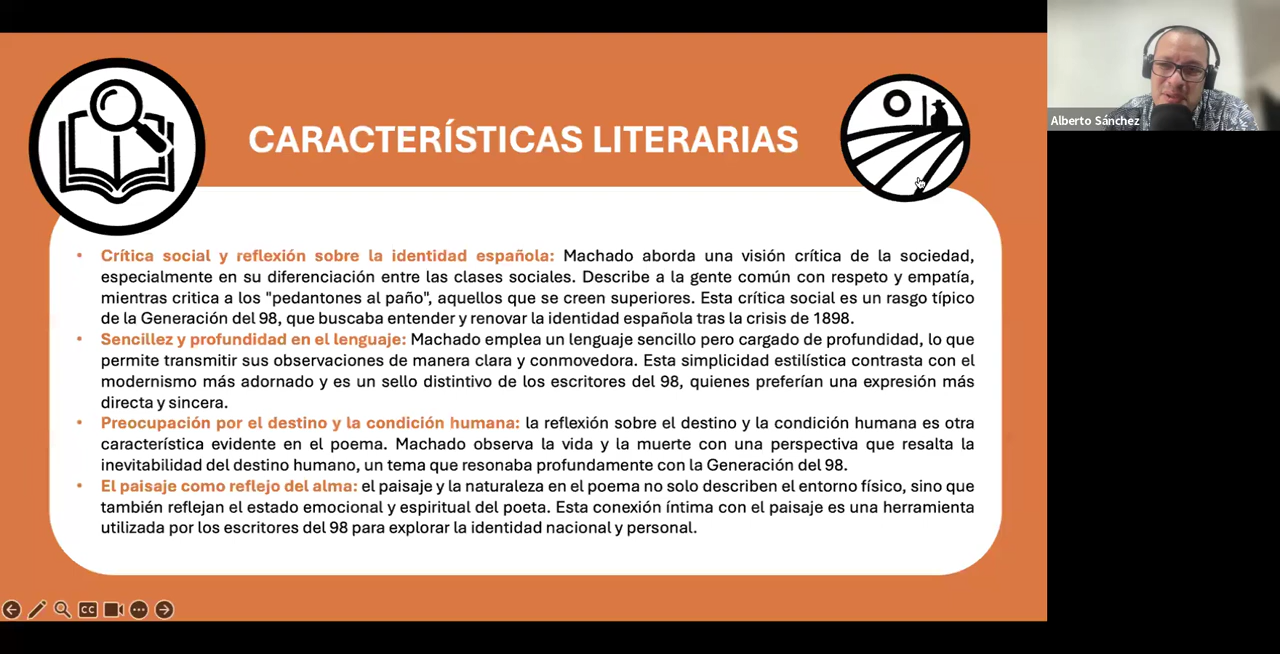 CARACTERÍSTICAS LITERARIAS
Alberto Sánchez
• Crítica social y reflexión sobre la identidad española: Machado aborda una visión crítica de la sociedad,
especialmente en su diferenciación entre las clases sociales. Describe a la gente común con respeto y empatía,
mientras critica a los "pedantones al paño", aquellos que se creen superiores. Esta crítica social es un rasgo típico
de la Generación del 98, que buscaba entender y renovar la identidad española tras la crisis de 1898.
• Sencillez y profundidad en el lenguaje: Machado emplea un lenguaje sencillo pero cargado de profundidad, lo que
permite transmitir sus observaciones de manera clara y conmovedora. Esta simplicidad estilística contrasta con el
modernismo más adornado y es un sello distintivo de los escritores del 98, quienes preferían una expresión más
directa y sincera.
• Preocupación por el destino y la condición humana: la reflexión sobre el destino y la condición humana es otra
característica evidente en el poema. Machado observa la vida y la muerte con una perspectiva que resalta la
inevitabilidad del destino humano, un tema que resonaba profundamente con la Generación del 98.
• El paisaje como reflejo del alma: el paisaje y la naturaleza en el poema no solo describen el entorno físico, sino que
también reflejan el estado emocional y espiritual del poeta. Esta conexión íntima con el paisaje es una herramienta
utilizada por los escritores del 98 para explorar la identidad nacional y personal.
CC